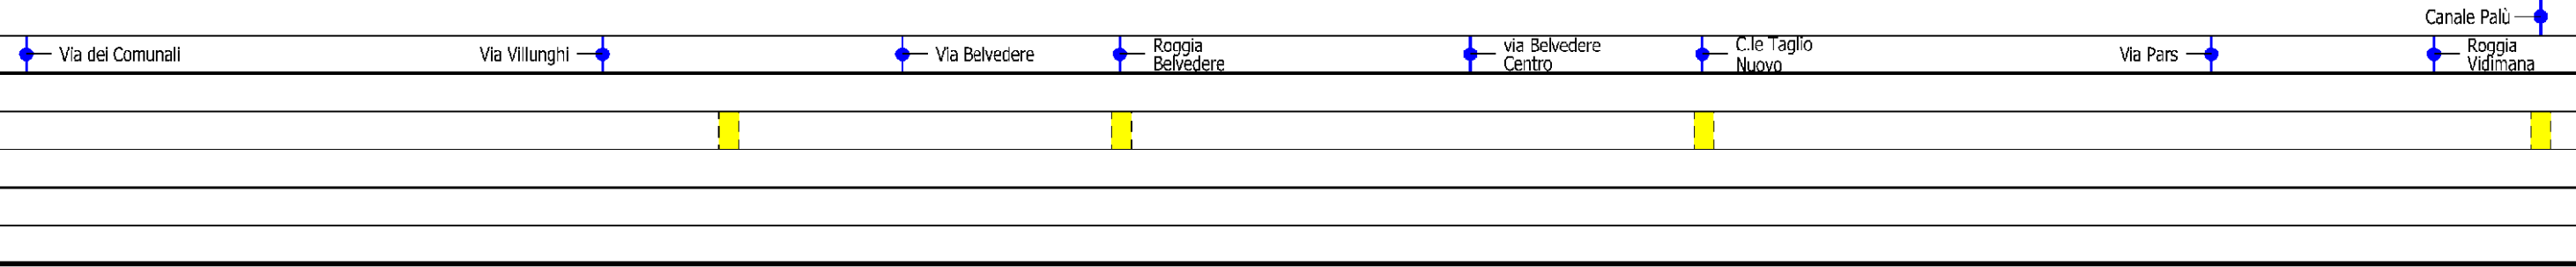 Canale Palù
Via dei Comunali
Via Villunghi
Via Belvedere
Roggia
Belvedere
via Belvedere
Centro
C.le Taglio
Nuovo
Via Pars
Roggia
Vidimana